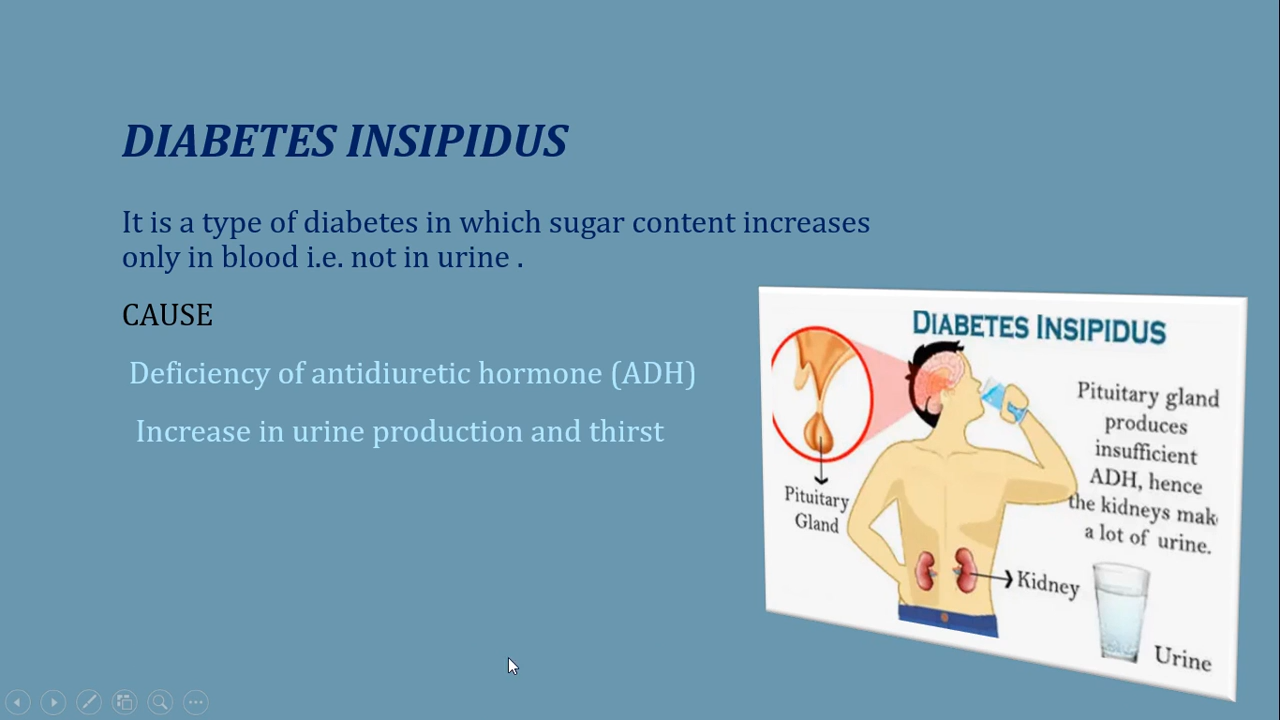 DIABETES INSIPIDUS
It is a type of diabetes in which sugar content increases
only in blood i.e. not in urine .
CAUSE
Deficiency of antidiuretic hormone (ADH)
Increase in urine production and thirst
DIABETES INSIPIDUS
Pituitary gland
produces
insufficient
ADH, hence
the kidneys mak
a lot of urine.
Pituitary
Gland
Kidney
Urine